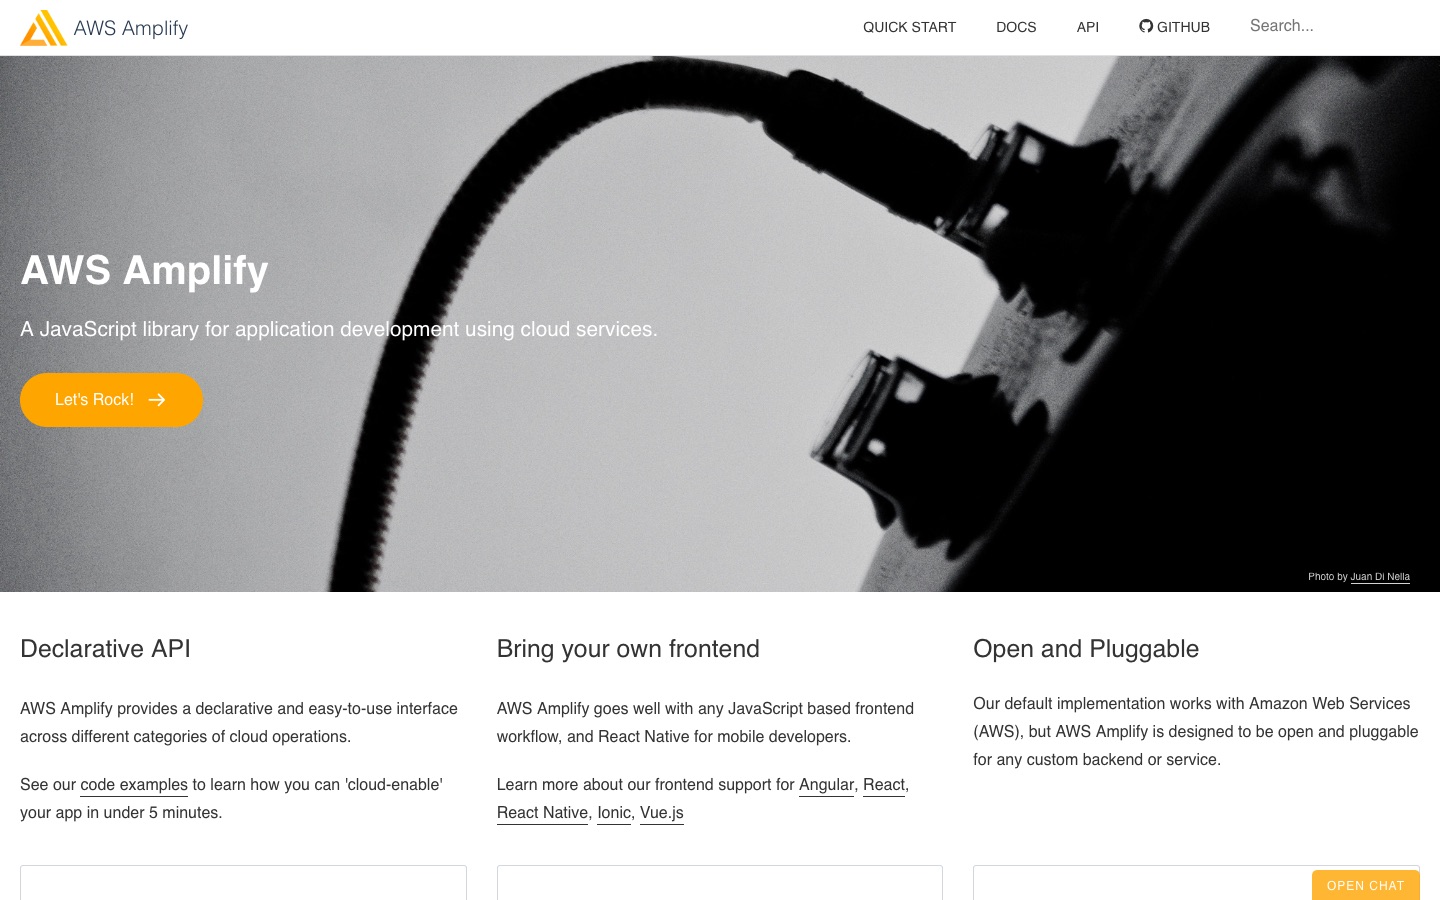 AWS Amplify
QUICK START
DOCS
API
GITHUB
Search...
AWS Amplify
A JavaScript library for application development using cloud services.
Let's Rock!
Photo by Juan Di Nella
Declarative API
AWS Amplify provides a declarative and easy-to-use interface
across different categories of cloud operations.
See our code examples to learn how you can 'cloud-enable'
your app in under 5 minutes.
Bring your own frontend
AWS Amplify goes well with any JavaScript based frontend
workflow, and React Native for mobile developers.
Learn more about our frontend support for Angular, React,
React Native, Ionic, Vue.js
Open and Pluggable
Our default implementation works with Amazon Web Services
(AWS), but AWS Amplify is designed to be open and pluggable
for any custom backend or service.
OPEN CHAT